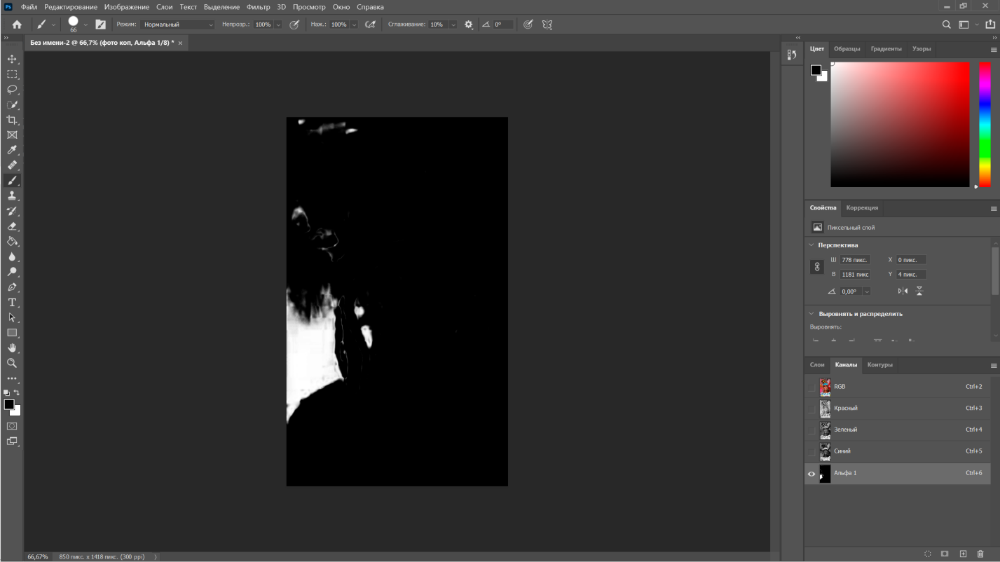 Ps Файл Редактирование Изображение Слои Текст Выделение Фильтр 3D Просмотр Окно Справка
66 Режим: Нормальный Непрозр.: 100% Наж.: 100% Сглаживание: 10% 0°
Без имени-2 @ 66,7% (фото коп, Альфа 1/8) *
Цвет Образцы Градиенты Узоры
Свойства Коррекция
Пиксельный слой
Перспектива
Ш 778 пикс. X 0 пикс.
В 1181 пикс Y 4 пикс.
0,00°
Выровнять и распределить
Выровнять:
Слои Каналы Контуры
RGB Ctrl+2
Красный Ctrl+3
Зеленый Ctrl+4
Синий Ctrl+5
Альфа 1 Ctrl+6
66,67% 850 пикс. x 1418 пикс. (300 ppi)